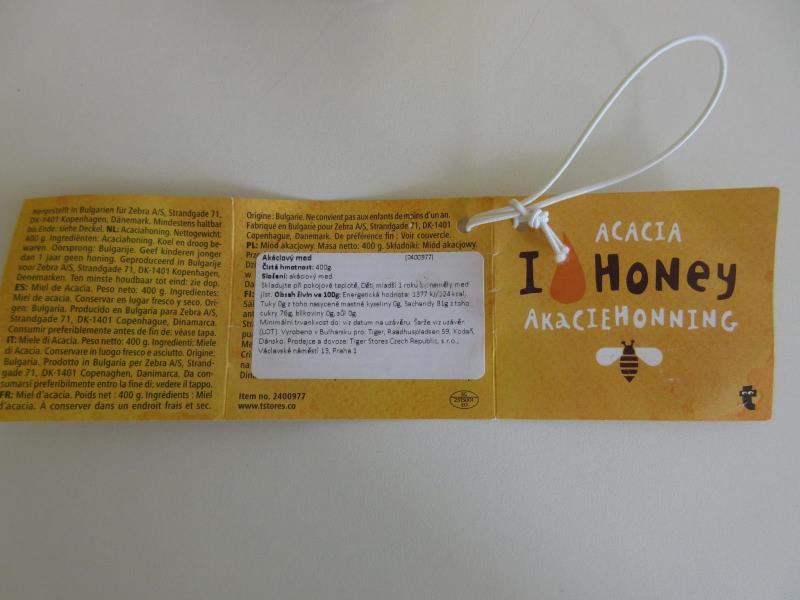 Hergestellt in Bulgarien für Zebra A/S, Strandgade 71,
DK-1401 Kopenhagen, Dänemark. Mindestens haltbar
bis Ende: siehe Deckel. NL: Acaciahoning. Nettogewicht:
400 g. Ingrediënten: Acaciahoning. Koel en droog be-
waren. Oorsprong: Bulgarije. Geef kinderen jonger
dan 1 jaar geen honing. Geproduceerd in Bulgarije
voor Zebra A/S, Strandgade 71, DK-1401 Kopenhagen,
Denemarken. Ten minste houdbaar tot eind: zie dop.
ES: Miel de Acacia. Peso neto: 400 g. Ingredientes:
Miel de acacia. Conservar en lugar fresco y seco. Ori-
gen: Bulgaria. Producido en Bulgaria para Zebra A/S,
Strandgade 71, DK-1401 Copenhague, Dinamarca.
Consumir preferiblemente antes de fin de: véase tapa.
IT: Miele di Acacia. Peso netto: 400 g. Ingredienti: Miele
di Acacia. Conservare in luogo fresco e asciutto. Origine:
Bulgaria. Prodotto in Bulgaria per Zebra A/S, Strand-
gade 71, DK-1401 Copenaghen, Danimarca. Da con-
sumarsi preferibilmente entro la fine di: vedere il tappo.
FR: Miel d'acacia. Poids net : 400 g. Ingrédients : Miel
d'acacia. A conserver dans un endroit frais et sec.
Origine : Bulgarie. Ne convient pas aux enfants de moins d'un an.
Fabriqué en Bulgarie pour Zebra A/S, Strandgade 71, DK-1401
Copenhague, Danemark. De préférence fin : Voir couvercle.
PL: Miód akacjowy. Masa netto: 400 g. Składniki: Miód akacjowy.
Akáciový med [2400977]
Čistá hmotnost: 400g
Složení: akáciový med.
Skladujte při pokojové teplotě. Děti mladší 1 roku by neměly med
jíst. Obsah živin ve 100g: Energetická hodnota: 1377 kJ/324 kcal,
Tuky 0g z toho nasycené mastné kyseliny 0g, Sacharidy 81g z toho
cukry 76g, bílkoviny 0g, sůl 0g.
Minimální trvanlivost do: viz datum na uzávěru. Šarže viz uzávěr
(LOT). Vyrobeno v Bulharsku pro: Tiger, Raadhuspladsen 59, Kodaň,
Dánsko. Prodejce a dovoze: Tiger Stores Czech Republic, s.r.o.,
Václavské náměstí 13, Praha 1
Item no. 2400977
www.tstores.co
ACACIA
I HONEY
AKACIEHONNING